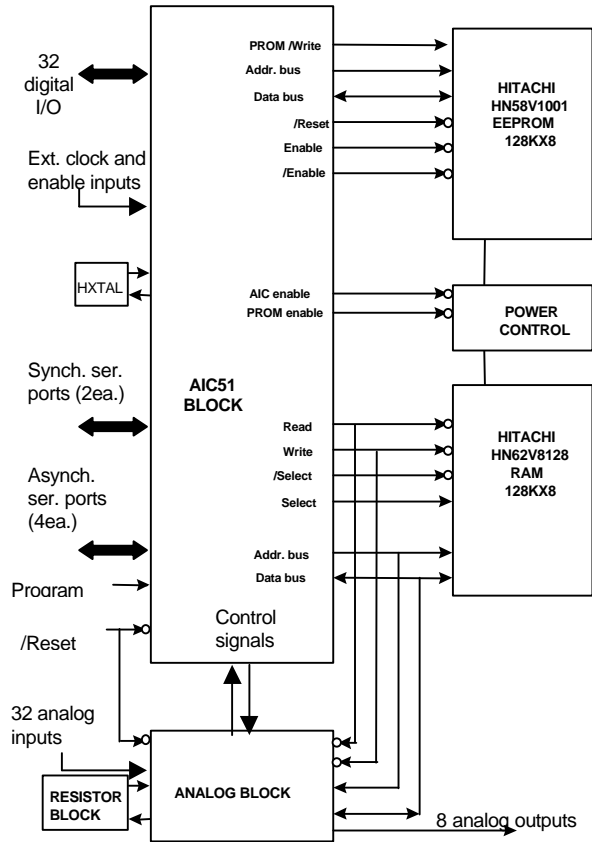 32
digital
I/O
Ext. clock and
enable inputs
HXTAL
Synch. ser.
ports (2ea.)
Asynch.
ser. ports
(4ea.)
Program
/Reset
32 analog
inputs
RESISTOR
BLOCK
PROM /Write
Addr. bus
Data bus
/Reset
Enable
/Enable
AIC enable
PROM enable
AIC51
BLOCK
Read
Write
/Select
Select
Addr. bus
Data bus
Control
signals
ANALOG BLOCK
HITACHI
HN58V1001
EEPROM
128KX8
POWER
CONTROL
HITACHI
HN62V8128
RAM
128KX8
8 analog outputs